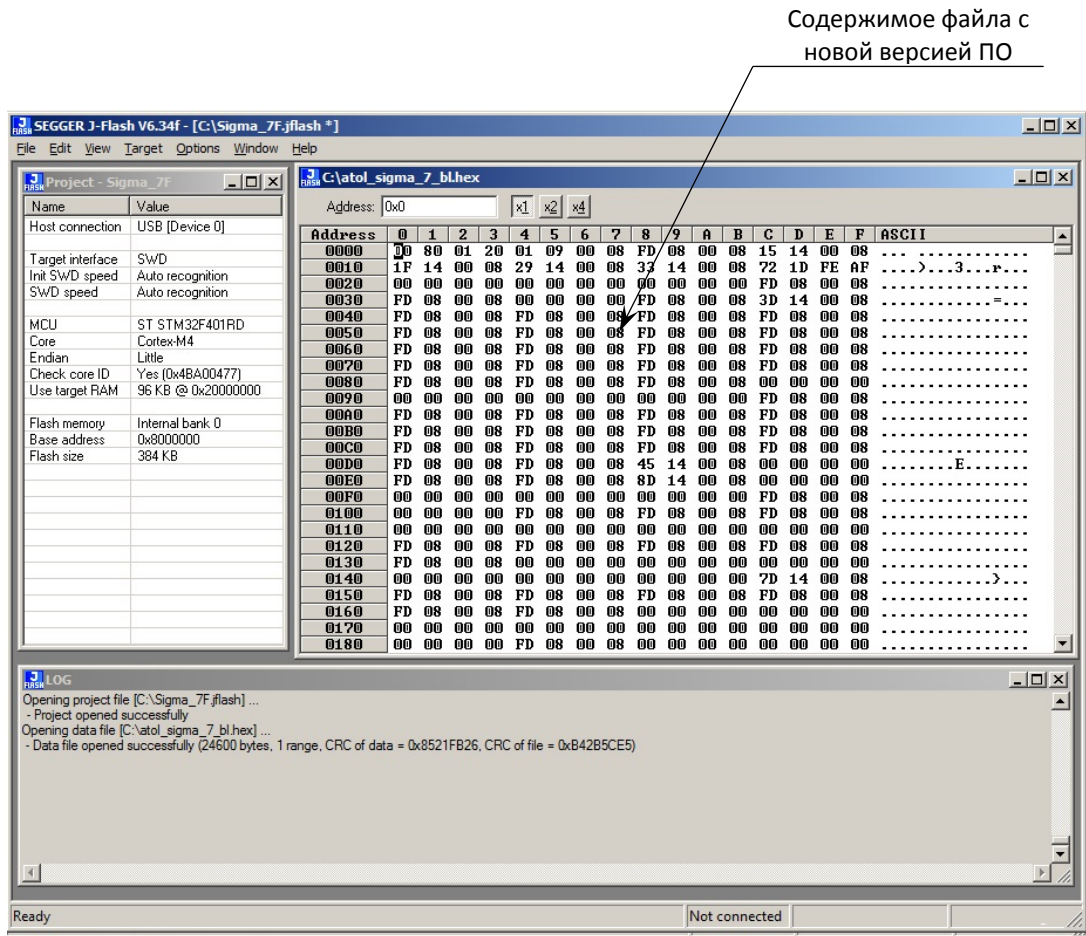 Содержимое файла с
новой версией ПО
SEGGER J-Flash V6.34f - [C:\Sigma_7F.jflash *]
File Edit View Target Options Window Help
Project - Sigma_7F
Name Value
Host connection USB [Device 0]
Target interface SWD
Init SWD speed Auto recognition
SWD speed Auto recognition
MCU ST STM32F401RD
Core Cortex-M4
Endian Little
Check core ID Yes (0x4BA00477)
Use target RAM 96 KB @ 0x20000000
Flash memory Internal bank 0
Base address 0x8000000
Flash size 384 KB
C:\atol_sigma_7_bl.hex
Address: 0x0 x1 x2 x4
Address 0 1 2 3 4 5 6 7 8 9 A B C D E F ASCII
0000 00 80 01 20 01 09 00 08 FD 08 00 08 15 14 00 08 ... ............
0010 1F 14 00 08 29 14 00 08 33 14 00 08 72 1D FE AF ....)...3...r...
0020 00 00 00 00 00 00 00 00 00 00 00 00 FD 08 00 08 ................
0030 FD 08 00 08 00 00 00 00 FD 08 00 08 3D 14 00 08 ............=...
0040 FD 08 00 08 FD 08 00 08 FD 08 00 08 FD 08 00 08 ................
0050 FD 08 00 08 FD 08 00 08 FD 08 00 08 FD 08 00 08 ................
0060 FD 08 00 08 FD 08 00 08 FD 08 00 08 FD 08 00 08 ................
0070 FD 08 00 08 FD 08 00 08 FD 08 00 08 FD 08 00 08 ................
0080 FD 08 00 08 FD 08 00 08 FD 08 00 08 00 00 00 00 ................
0090 00 00 00 00 00 00 00 00 00 00 00 00 FD 08 00 08 ................
00A0 FD 08 00 08 FD 08 00 08 FD 08 00 08 FD 08 00 08 ................
00B0 FD 08 00 08 FD 08 00 08 FD 08 00 08 FD 08 00 08 ................
00C0 FD 08 00 08 FD 08 00 08 FD 08 00 08 FD 08 00 08 ................
00D0 FD 08 00 08 FD 08 00 08 45 14 00 08 00 00 00 00 ........E.......
00E0 FD 08 00 08 FD 08 00 08 8D 14 00 08 00 00 00 00 ................
00F0 00 00 00 00 00 00 00 00 00 00 00 00 FD 08 00 08 ................
0100 00 00 00 00 FD 08 00 08 FD 08 00 08 FD 08 00 08 ................
0110 00 00 00 00 00 00 00 00 00 00 00 00 00 00 00 00 ................
0120 FD 08 00 08 FD 08 00 08 FD 08 00 08 FD 08 00 08 ................
0130 FD 08 00 08 00 00 00 00 00 00 00 00 00 00 00 00 ................
0140 00 00 00 00 00 00 00 00 00 00 00 00 7D 14 00 08 ............}...
0150 FD 08 00 08 FD 08 00 08 FD 08 00 08 FD 08 00 08 ................
0160 FD 08 00 08 FD 08 00 08 00 00 00 00 00 00 00 00 ................
0170 00 00 00 00 00 00 00 00 00 00 00 00 00 00 00 00 ................
0180 00 00 00 00 FD 08 00 08 00 00 00 00 00 00 00 00 ................
LOG
Opening project file [C:\Sigma_7F.jflash] ...
- Project opened successfully
Opening data file [C:\atol_sigma_7_bl.hex] ...
- Data file opened successfully (24600 bytes, 1 range, CRC of data = 0x8521FB26, CRC of file = 0xB42B5CE5)
Ready Not connected